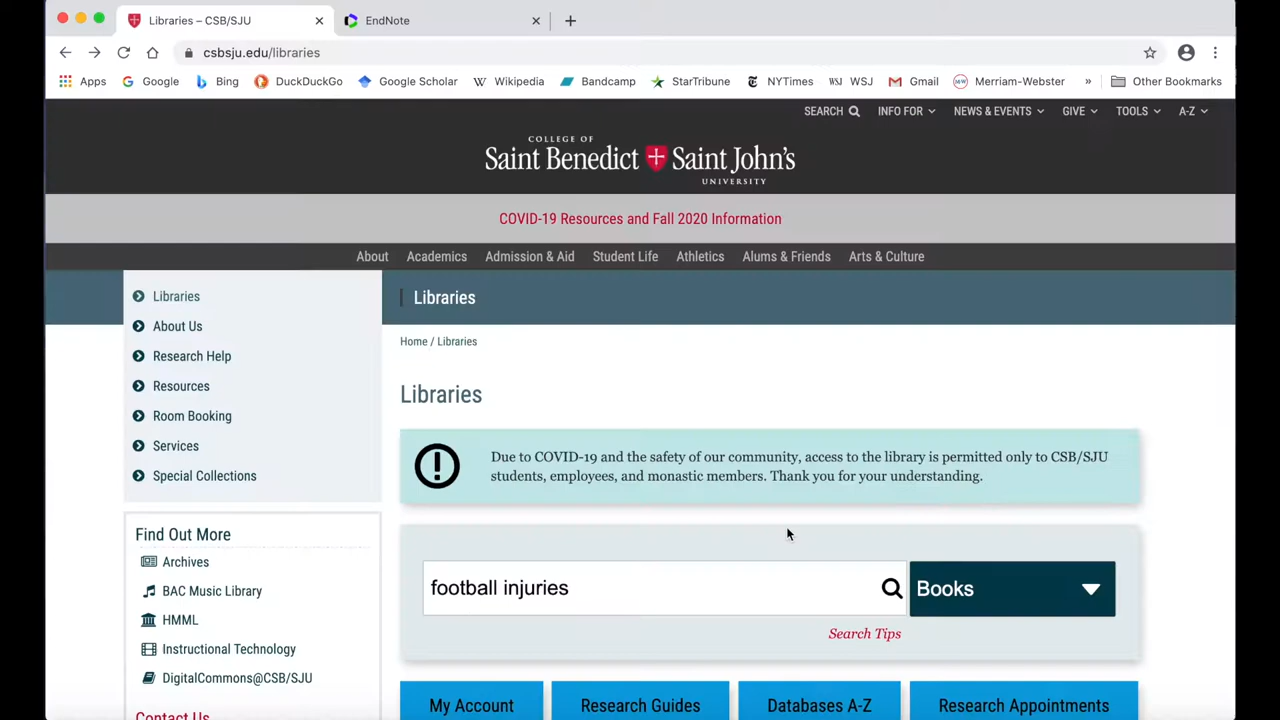 Libraries – CSB/SJU
EndNote
csbsju.edu/libraries
Apps Google Bing DuckDuckGo Google Scholar Wikipedia Bandcamp StarTribune NYTimes WSJ WSJ Gmail Merriam-Webster » Other Bookmarks
SEARCH INFO FOR NEWS & EVENTS GIVE TOOLS A-Z
COLLEGE OF
Saint Benedict Saint John's
UNIVERSITY
COVID-19 Resources and Fall 2020 Information
About Academics Admission & Aid Student Life Athletics Alums & Friends Arts & Culture
Libraries
About Us
Research Help
Resources
Room Booking
Services
Special Collections
Find Out More
Archives
BAC Music Library
HMML
Instructional Technology
DigitalCommons@CSB/SJU
Contact Us
Libraries
Home / Libraries
Libraries
Due to COVID-19 and the safety of our community, access to the library is permitted only to CSB/SJU
students, employees, and monastic members. Thank you for your understanding.
football injuries
Books
Search Tips
My Account Research Guides Databases A-Z Research Appointments